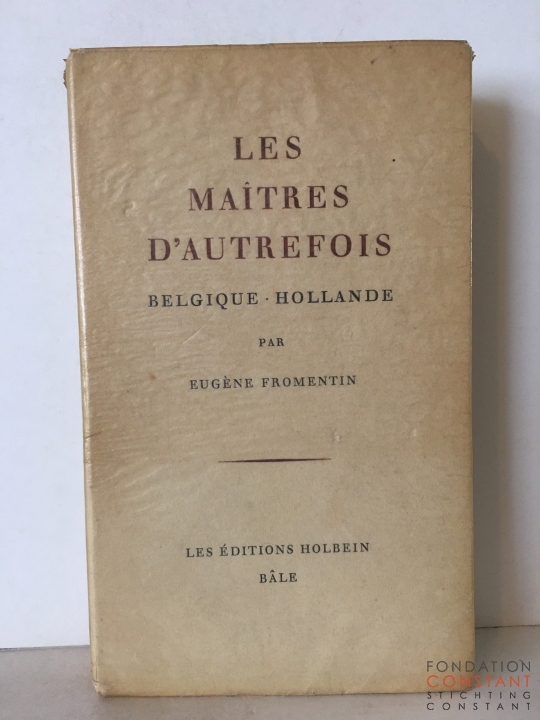 LES
MAÎTRES
D'AUTREFOIS
BELGIQUE · HOLLANDE
PAR
EUGÈNE FROMENTIN
LES ÉDITIONS HOLBEIN
BÂLE
FONDATION
CONSTANT
STICHTING
CONSTANT